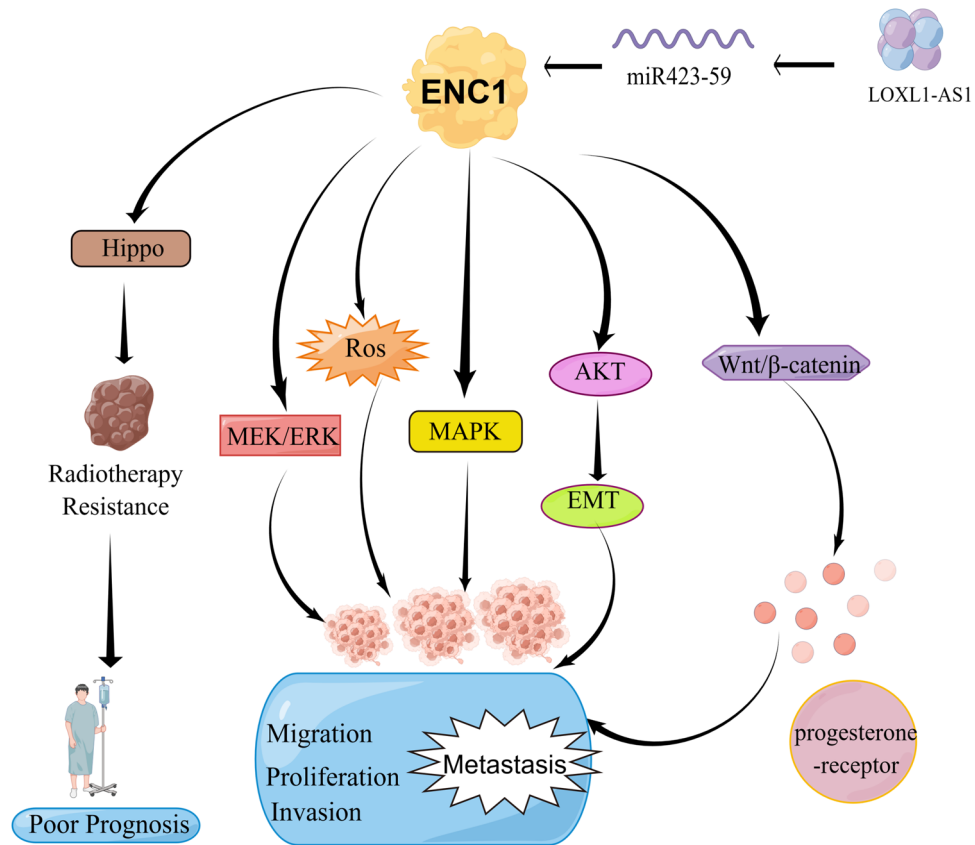 ENC1
miR423-59
LOXL1-AS1
Hippo
Ros
AKT
Wnt/β-catenin
MEK/ERK
MAPK
Radiotherapy
Resistance
EMT
progesterone
-receptor
Migration
Proliferation
Invasion
Metastasis
Poor Prognosis